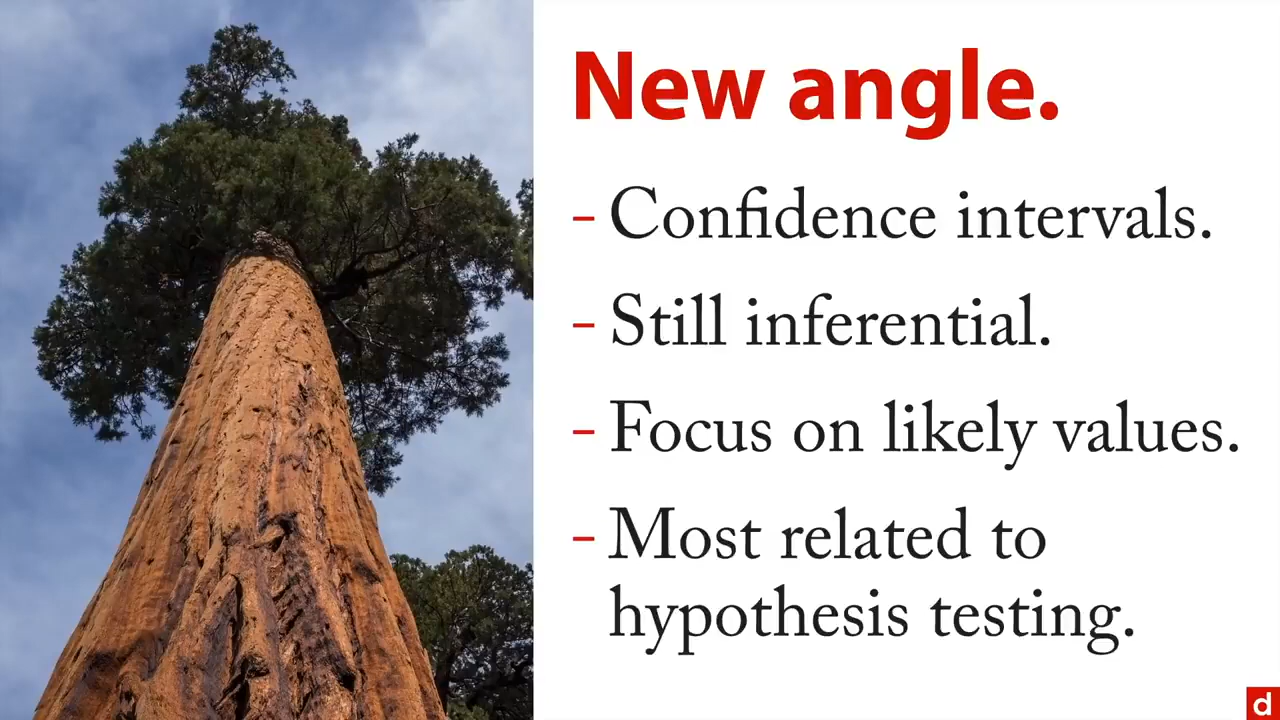 New angle.
- Confidence intervals.
- Still inferential.
- Focus on likely values.
- Most related to
hypothesis testing.
d